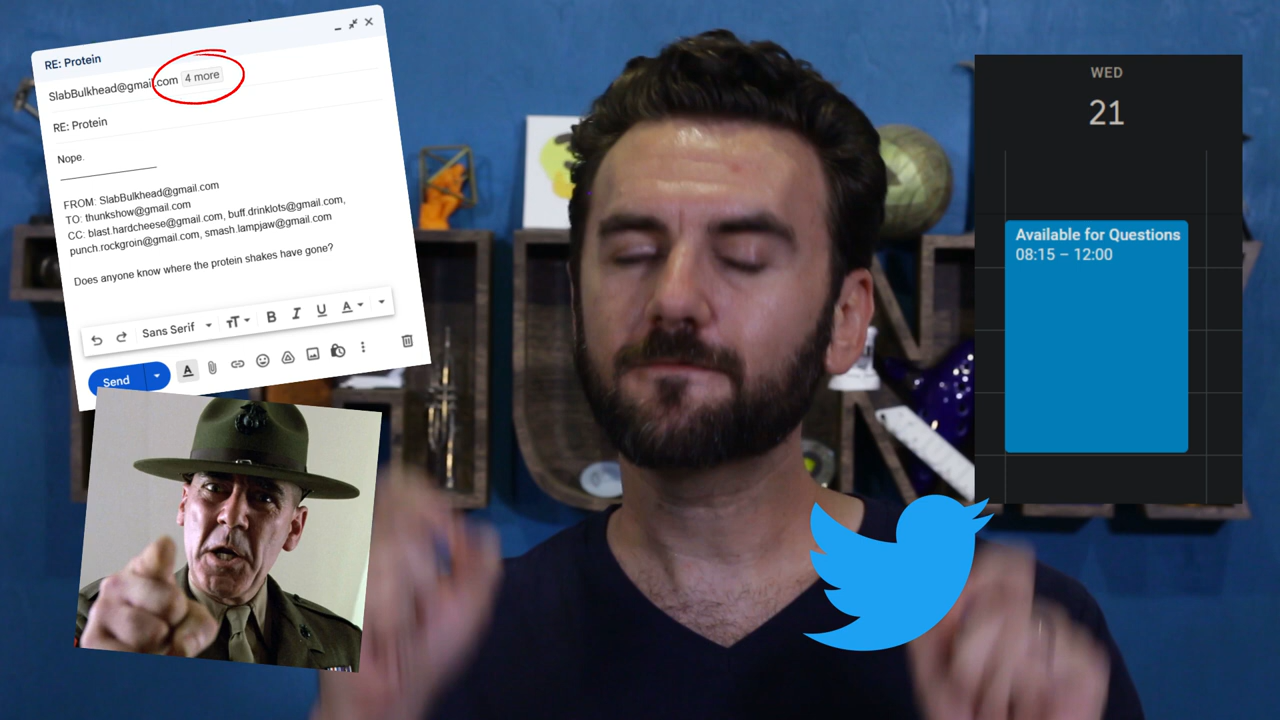 RE: Protein
SlabBulkhead@gmail.com 4 more
RE: Protein
Nope.
FROM: SlabBulkhead@gmail.com
TO: thunkshow@gmail.com
CC: blast.hardcheese@gmail.com, buff.drinklots@gmail.com,
punch.rockgroin@gmail.com, smash.lampjaw@gmail.com
Does anyone know where the protein shakes have gone?
Sans Serif
B I U A
Send A
WED
21
Available for Questions
08:15 – 12:00